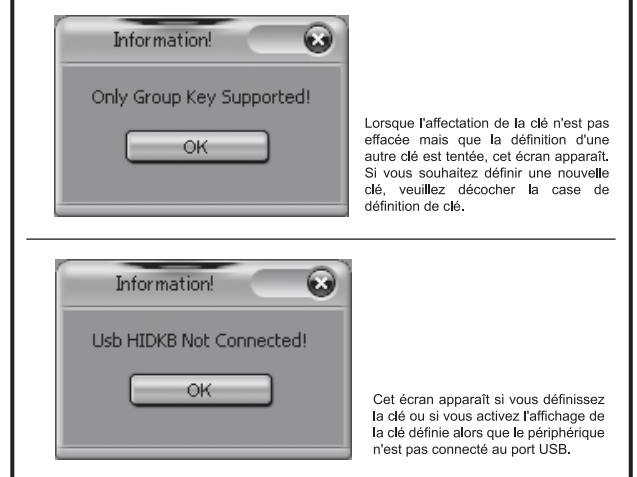 Information!
Only Group Key Supported!
OK
Lorsque l'affectation de la clé n'est pas
effacée mais que la définition d'une
autre clé est tentée, cet écran apparaît.
Si vous souhaitez définir une nouvelle
clé, veuillez décocher la case de
définition de clé.
Information!
Usb HIDKB Not Connected!
OK
Cet écran apparaît si vous définissez
la clé ou si vous activez l'affichage de
la clé définie alors que le périphérique
n'est pas connecté au port USB.